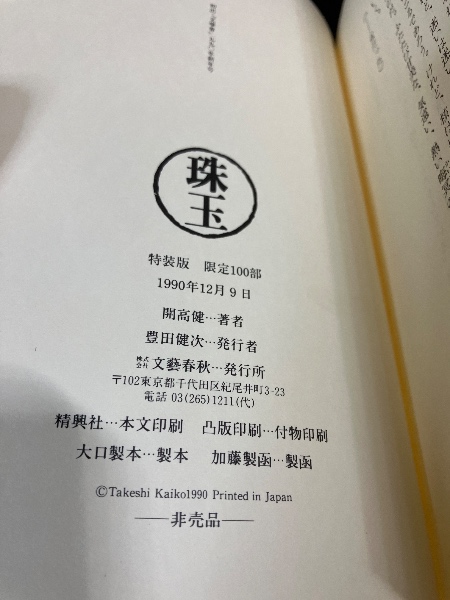 珠玉
特装版 限定100部
1990年12月9日
開高健…著者
豊田健次…発行者
株式会社 文藝春秋…発行所
〒102東京都千代田区紀尾井町3-23
電話 03(265)1211(代)
精興社…本文印刷 凸版印刷…付物印刷
大口製本…製本 加藤製函…製函
©Takeshi Kaiko1990 Printed in Japan
──非売品──